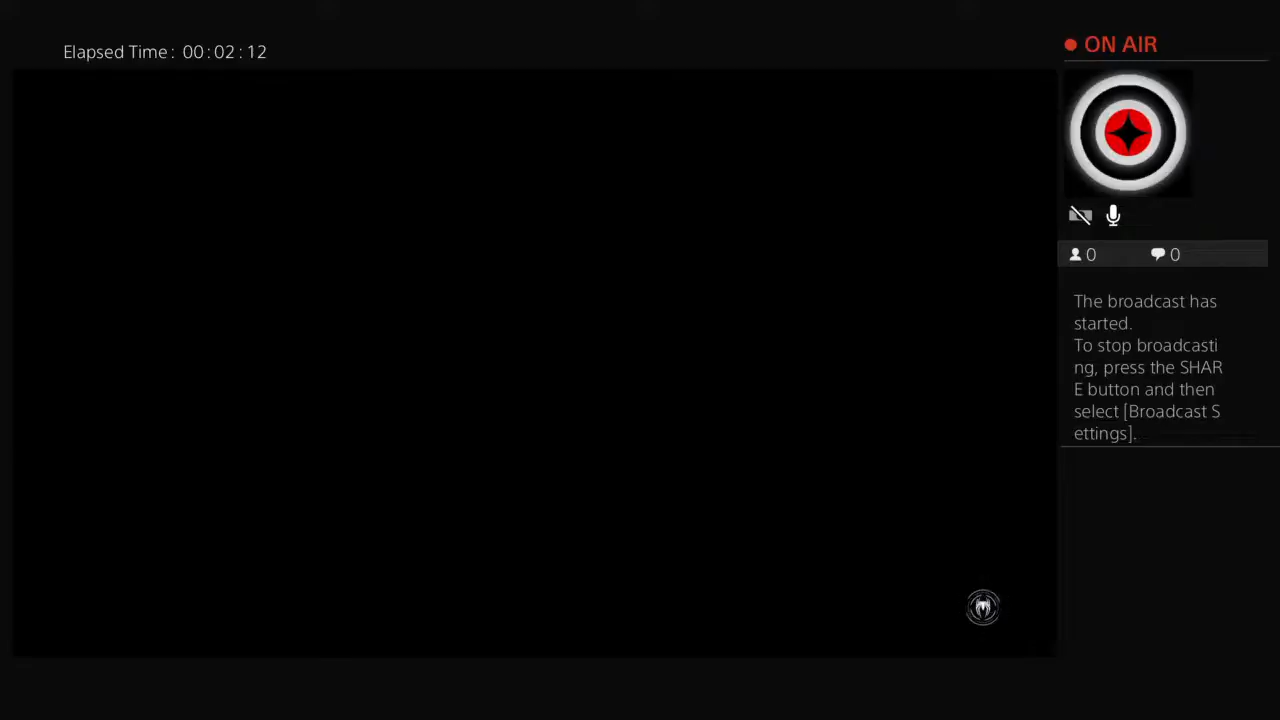 Elapsed Time: 00:02:12
ON AIR
0 0
The broadcast has
started.
To stop broadcasti
ng, press the SHAR
E button and then
select [Broadcast S
ettings].